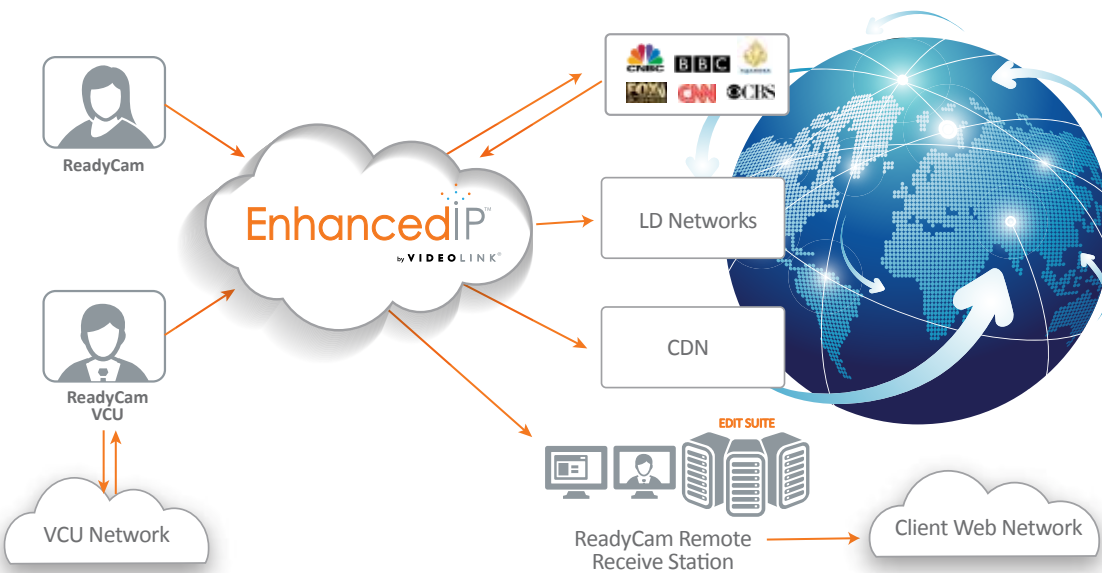 ReadyCam
CNBC
BBC
FOX
CNN
CBS
EnhancedIP™
by VIDEOLINK®
LD Networks
CDN
ReadyCam
VCU
VCU Network
EDIT SUITE
ReadyCam Remote
Receive Station
Client Web Network